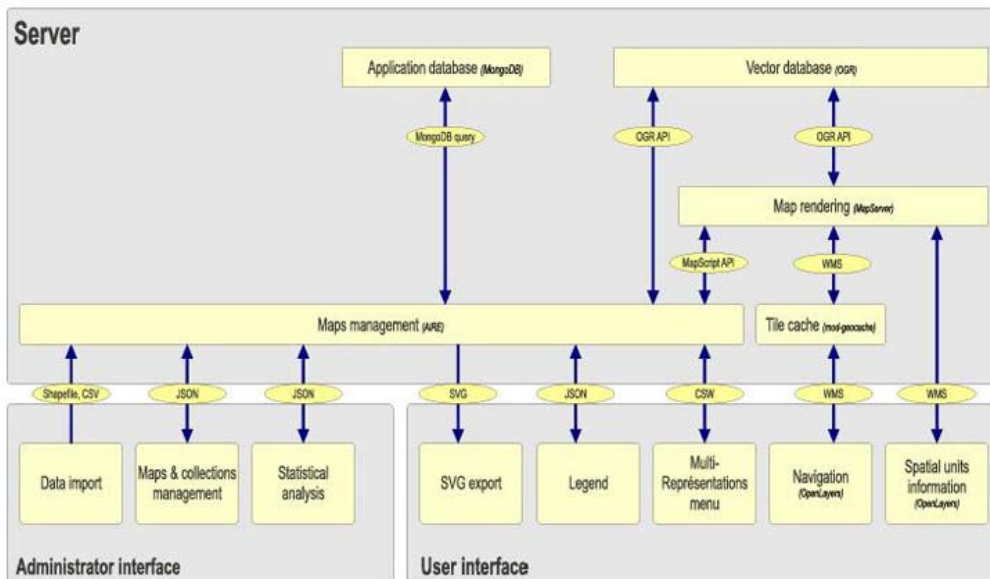 Server
Application database (MongoDB)
Vector database (OGR)
MongoDB query
OGR API
OGR API
Map rendering (MapServer)
MapScript API
WMS
Maps management (AIRE)
Tile cache (mod-geocache)
Shapefile, CSV
JSON
JSON
SVG
JSON
CSW
WMS
WMS
Data import
Maps & collections
management
Statistical
analysis
SVG export
Legend
Multi-
Représentations
menu
Navigation
(OpenLayers)
Spatial units
information
(OpenLayers)
Administrator interface
User interface